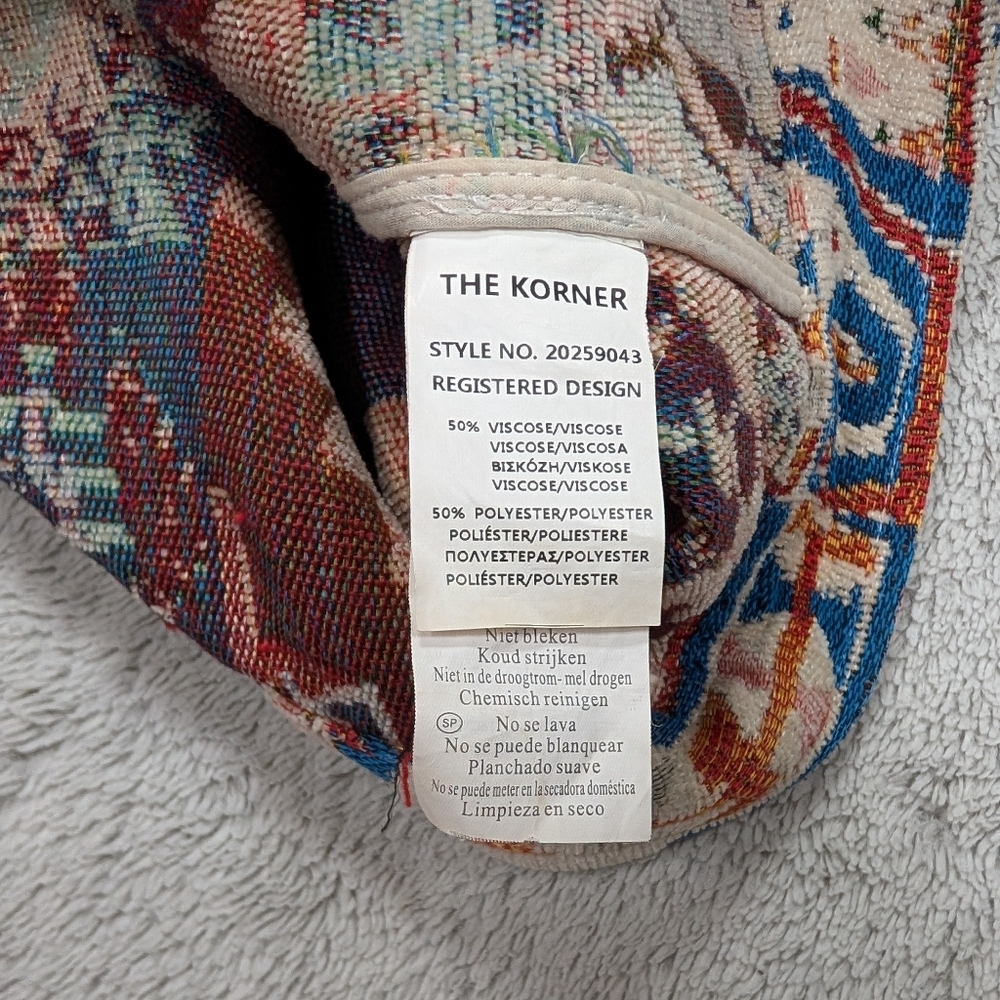 THE KORNER
STYLE NO. 20259043
REGISTERED DESIGN
50% VISCOSE/VISCOSE
VISCOSE/VISCOSA
ΒΙΣΚΌΖΗ/VISKOSE
VISCOSE/VISCOSE
50% POLYESTER/POLYESTER
POLIÉSTER/POLIESTERE
ΠΟΛΥΕΣΤΕΡΑΣ/POLYESTER
POLIÉSTER/POLYESTER
Niet bleken
Koud strijken
Niet in de droogtrom- mel drogen
Chemisch reinigen
SP No se lava
No se puede blanquear
Planchado suave
No se puede meter en la secadora doméstica
Limpieza en seco